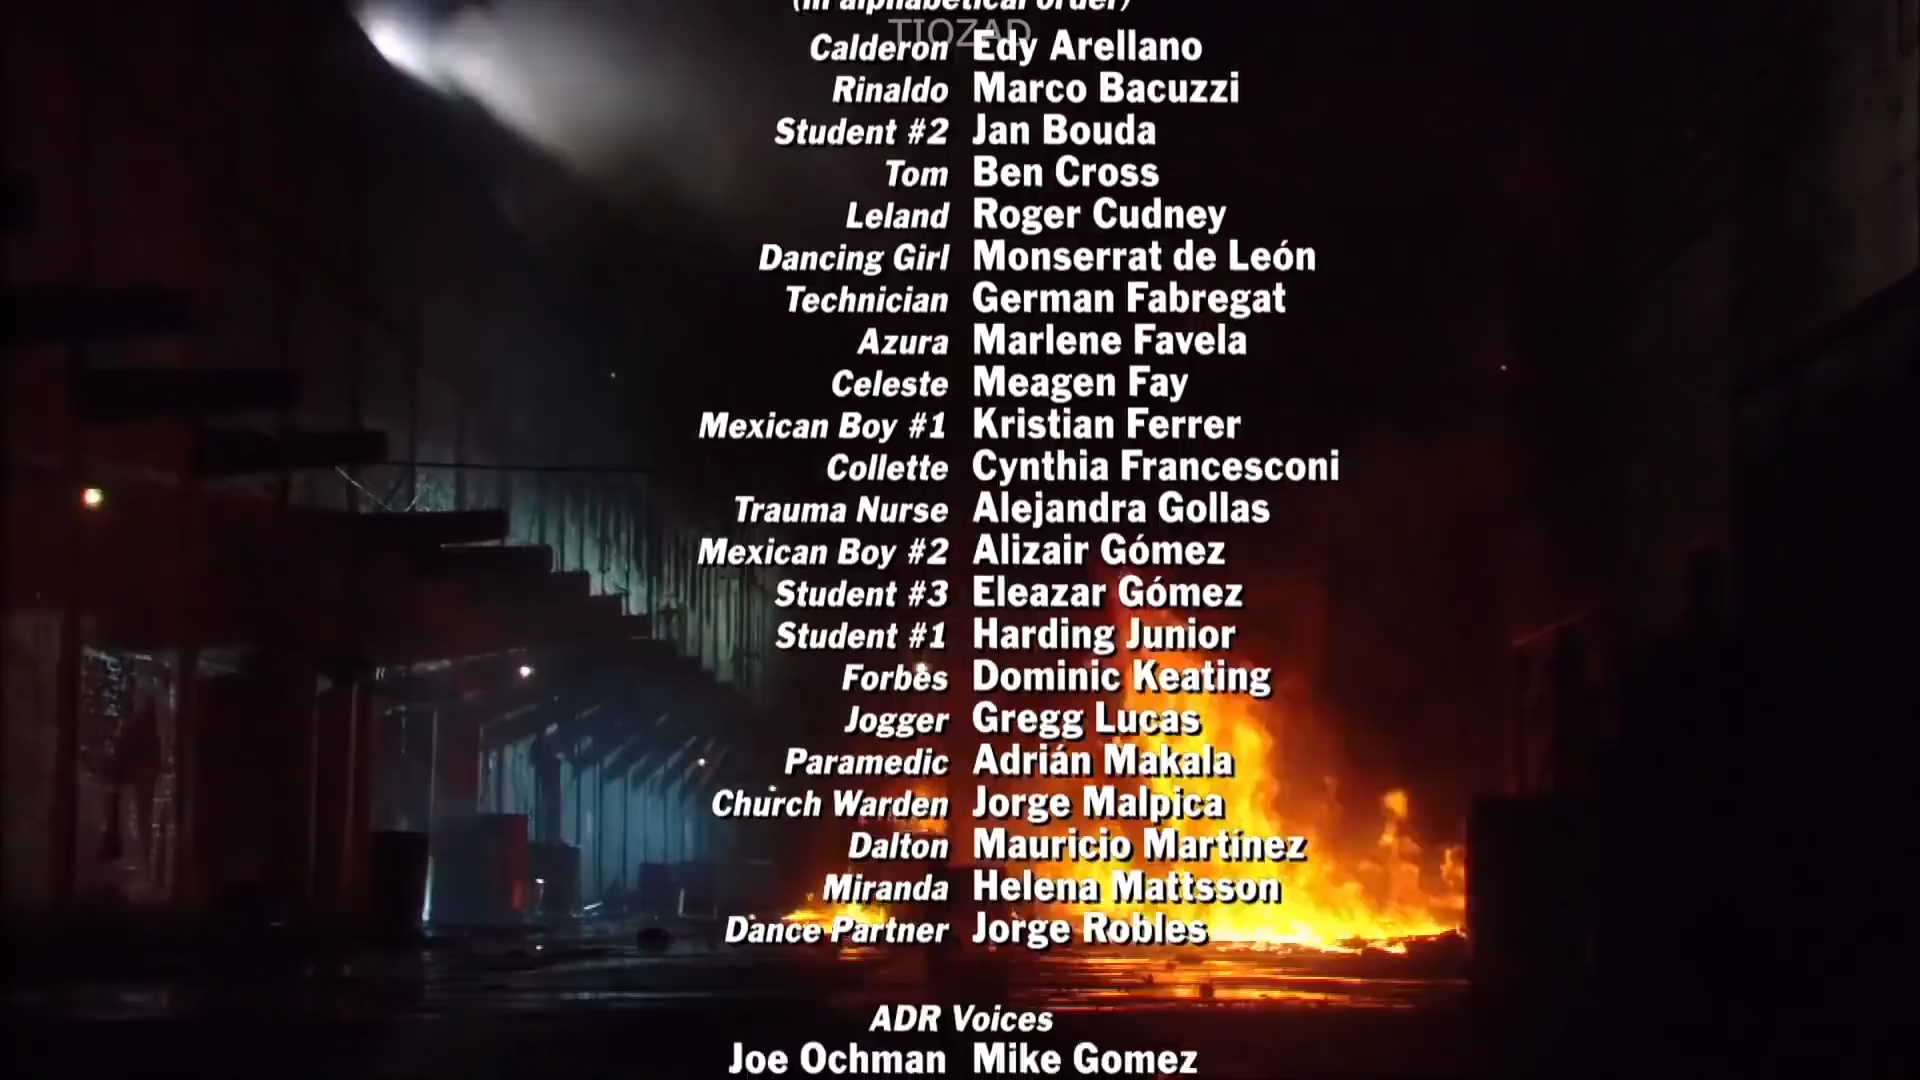 (in alphabetical order)
TIOZAD
Calderon Edy Arellano
Rinaldo Marco Bacuzzi
Student #2 Jan Bouda
Tom Ben Cross
Leland Roger Cudney
Dancing Girl Monserrat de León
Technician German Fabregat
Azura Marlene Favela
Celeste Meagen Fay
Mexican Boy #1 Kristian Ferrer
Collette Cynthia Francesconi
Trauma Nurse Alejandra Gollas
Mexican Boy #2 Alizair Gómez
Student #3 Eleazar Gómez
Student #1 Harding Junior
Forbes Dominic Keating
Jogger Gregg Lucas
Paramedic Adrián Makala
Church Warden Jorge Malpica
Dalton Mauricio Martínez
Miranda Helena Mattsson
Dance Partner Jorge Robles
ADR Voices
Joe Ochman Mike Gomez